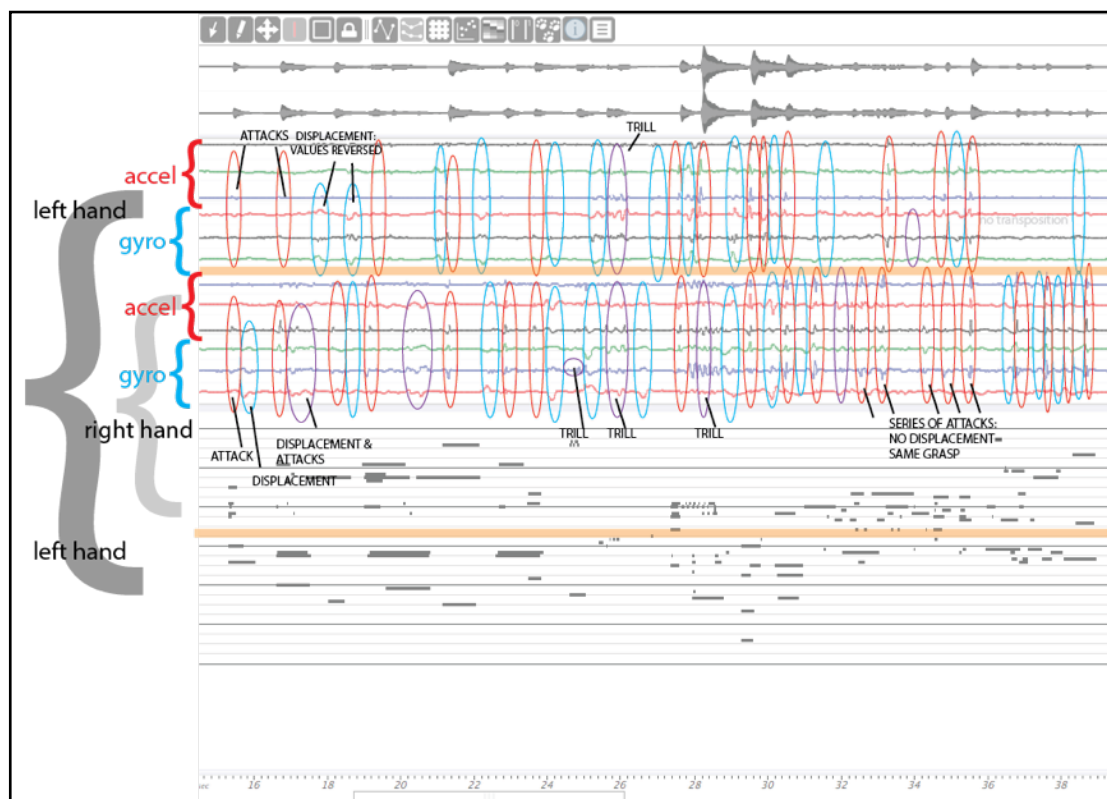 ATTACKS
DISPLACEMENT:
VALUES REVERSED
TRILL
accel
left hand
gyro
no transposition
accel
gyro
right hand
ATTACK
DISPLACEMENT
DISPLACEMENT &
ATTACKS
TRILL
TRILL
TRILL
SERIES OF ATTACKS:
NO DISPLACEMENT-
SAME GRASP
left hand
sec 16 18 20 22 24 26 28 30 32 34 36 38